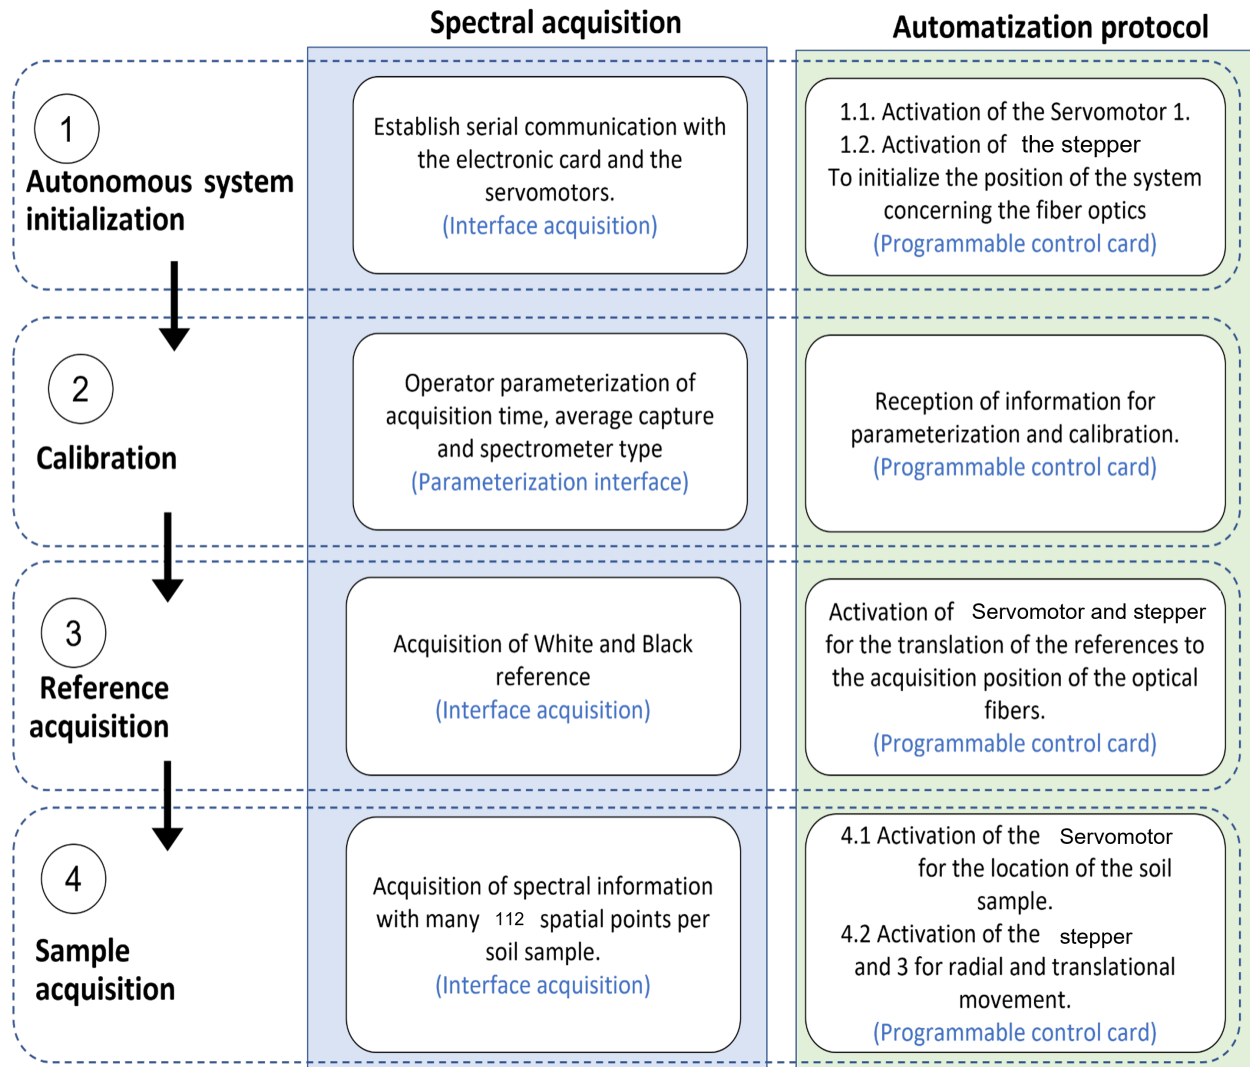 Spectral acquisition
Automatization protocol
1
Autonomous system
initialization
Establish serial communication with
the electronic card and the
servomotors.
(Interface acquisition)
1.1. Activation of the Servomotor 1.
1.2. Activation of the stepper
To initialize the position of the system
concerning the fiber optics
(Programmable control card)
2
Calibration
Operator parameterization of
acquisition time, average capture
and spectrometer type
(Parameterization interface)
Reception of information for
parameterization and calibration.
(Programmable control card)
3
Reference
acquisition
Acquisition of White and Black
reference
(Interface acquisition)
Activation of Servomotor and stepper
for the translation of the references to
the acquisition position of the optical
fibers.
(Programmable control card)
4
Sample
acquisition
Acquisition of spectral information
with many 112 spatial points per
soil sample.
(Interface acquisition)
4.1 Activation of the Servomotor
for the location of the soil
sample.
4.2 Activation of the stepper
and 3 for radial and translational
movement.
(Programmable control card)